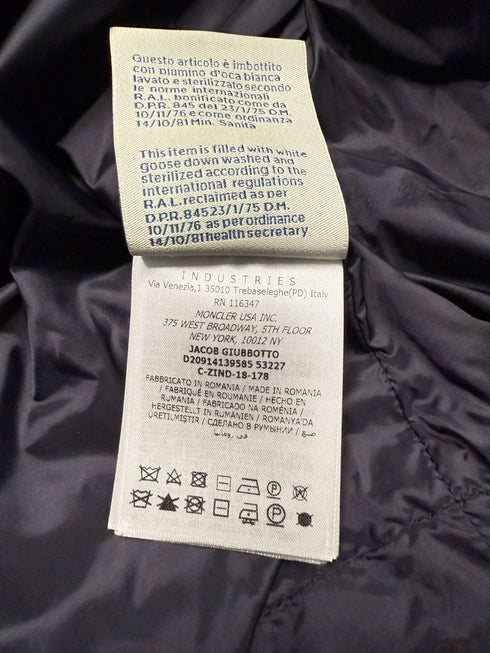 Questo articolo è imbottito
con piumino d'oca bianca
lavato e sterilizzato secondo
le norme internazionali
R.A.L. bonificato come da
D.P.R. 845 del 23/1/75 D.M.
10/11/76 e come ordinanza
14/10/81 Min. Sanità
This item is filled with white
goose down washed and
sterilized according to the
international regulations
R.A.L. reclaimed as per
D.P.R. 84523/1/75 D.M.
10/11/76 as per ordinance
14/10/81 health secretary
INDUSTRIES
Via Venezia,1 35010 Trebaseleghe(PD) Italy
RN 116347
MONCLER USA INC.
375 WEST BROADWAY, 5TH FLOOR
NEW YORK, 10012 NY
JACOB GIUBBOTTO
D20914139585 53227
C-ZIND-18-178
FABBRICATO IN ROMANIA / MADE IN ROMANIA
/ FABRIQUÉ EN ROUMANIE / HECHO EN
RUMANIA / FABRICADO NA ROMÉNIA /
HERGESTELLT IN RUMÄNIEN / ROMANYA'DA
ÜRETILMIŞTIR / СДЕЛАНО В РУМЫНИИ / صنع
في رومانيا